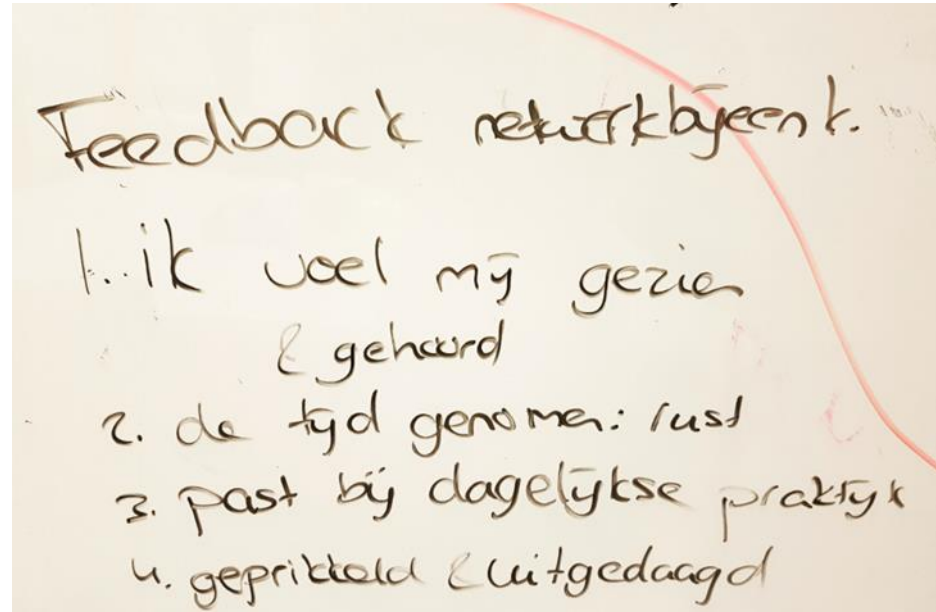 Feedback netwerkbijeenk.
1. ik voel mij gezien
& gehoord
2. de tijd genomen: rust
3. past bij dagelijkse praktijk
4. geprikkeld & uitgedaagd